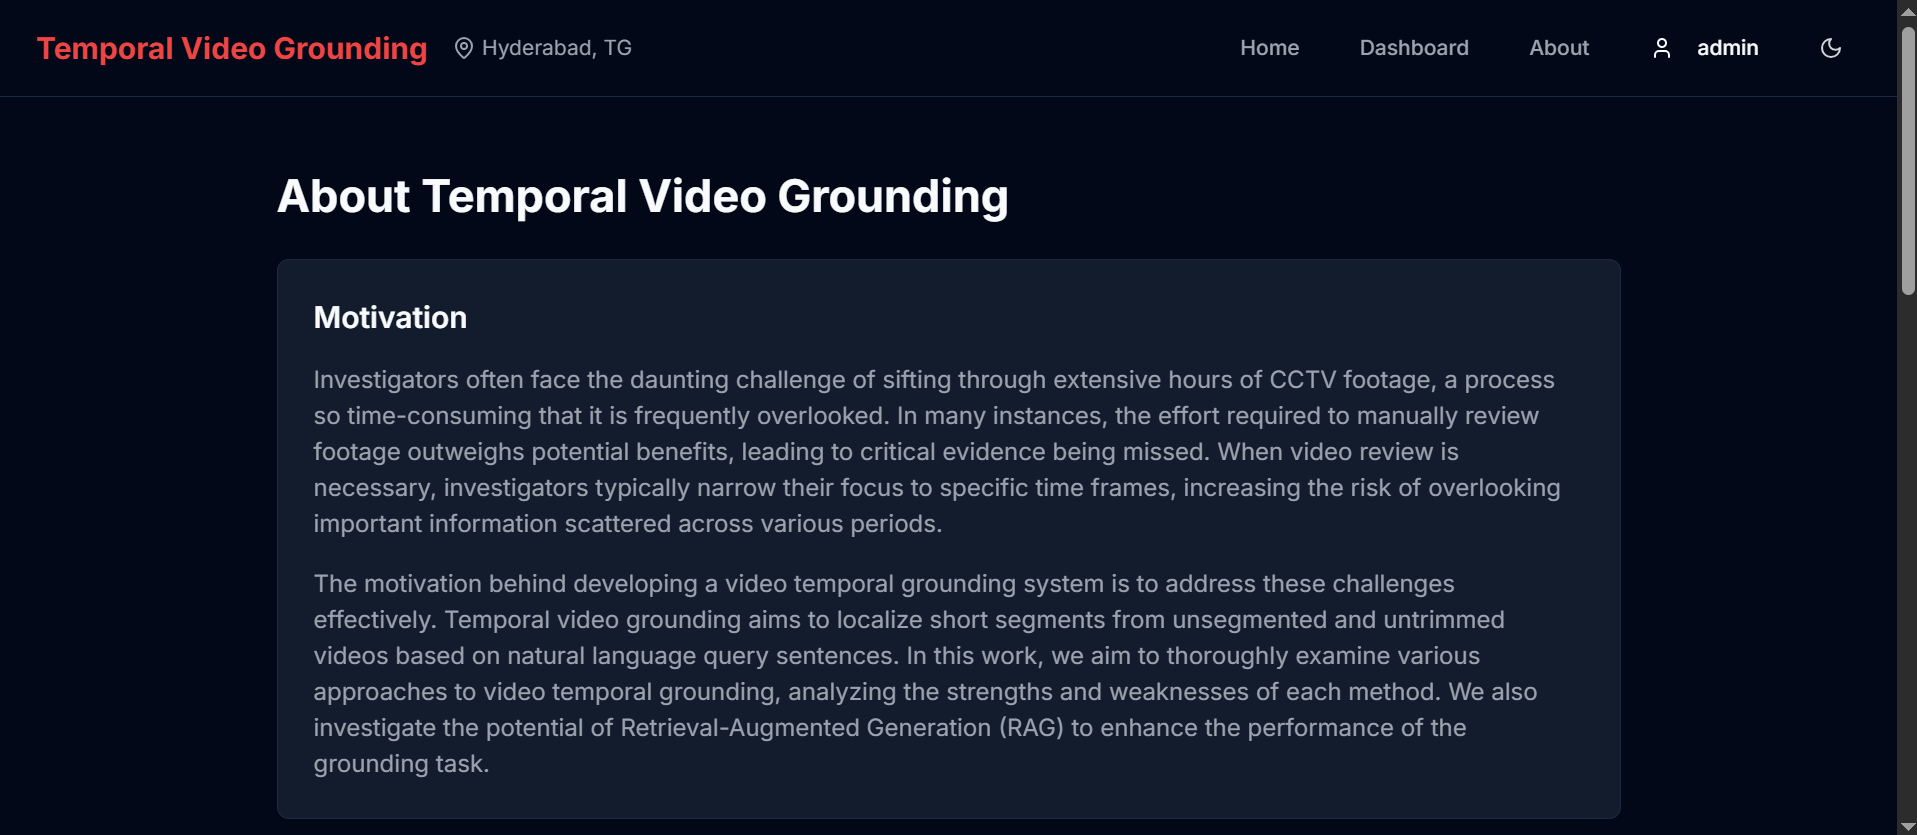 Temporal Video Grounding
Hyderabad, TG
Home
Dashboard
About
admin
About Temporal Video Grounding
Motivation
Investigators often face the daunting challenge of sifting through extensive hours of CCTV footage, a process
so time-consuming that it is frequently overlooked. In many instances, the effort required to manually review
footage outweighs potential benefits, leading to critical evidence being missed. When video review is
necessary, investigators typically narrow their focus to specific time frames, increasing the risk of overlooking
important information scattered across various periods.
The motivation behind developing a video temporal grounding system is to address these challenges
effectively. Temporal video grounding aims to localize short segments from unsegmented and untrimmed
videos based on natural language query sentences. In this work, we aim to thoroughly examine various
approaches to video temporal grounding, analyzing the strengths and weaknesses of each method. We also
investigate the potential of Retrieval-Augmented Generation (RAG) to enhance the performance of the
grounding task.